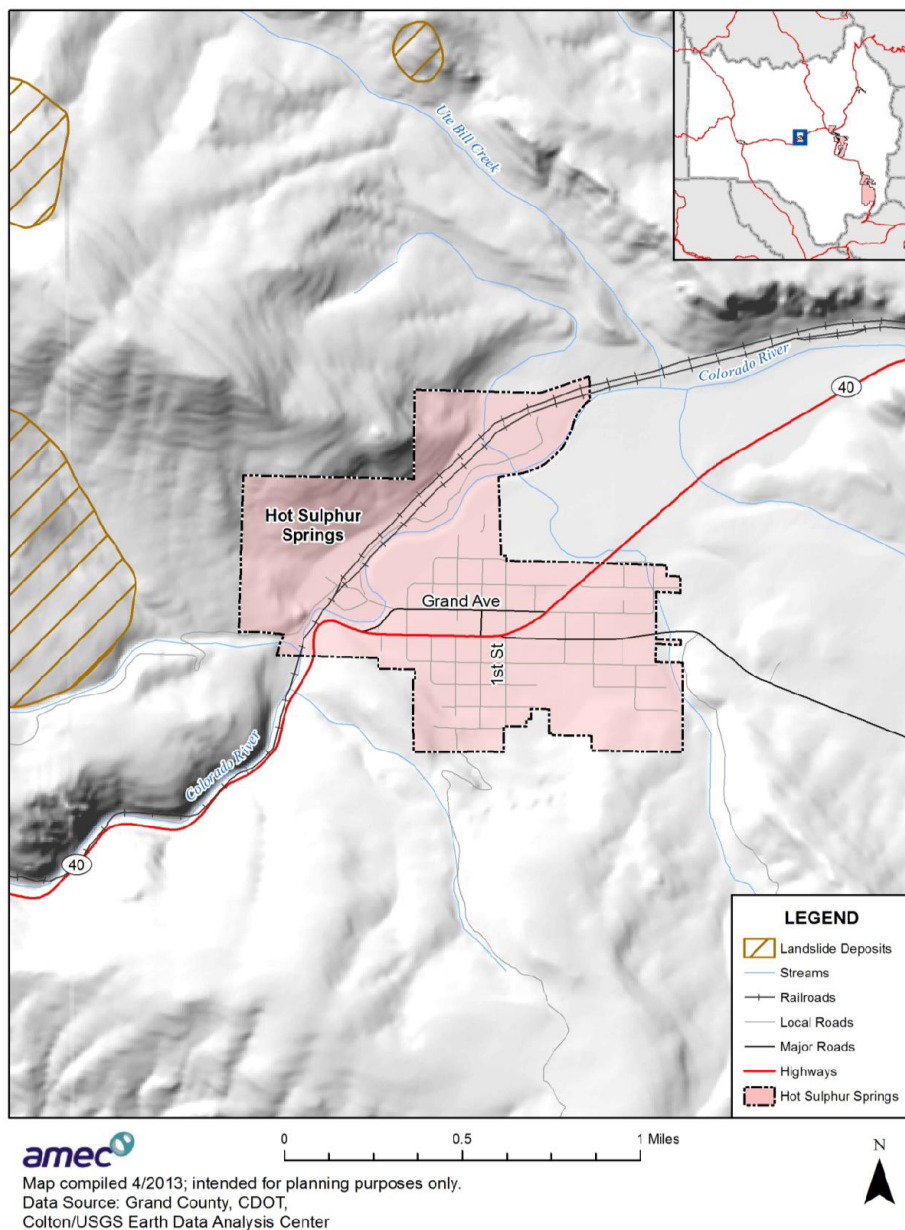 Ute Bill Creek
Colorado River
40
Hot Sulphur
Springs
Grand Ave
1st St
Colorado River
40
LEGEND
Landslide Deposits
Streams
Railroads
Local Roads
Major Roads
Highways
Hot Sulphur Springs
amec
0 0.5 1 Miles
N
Map compiled 4/2013; intended for planning purposes only.
Data Source: Grand County, CDOT,
Colton/USGS Earth Data Analysis Center